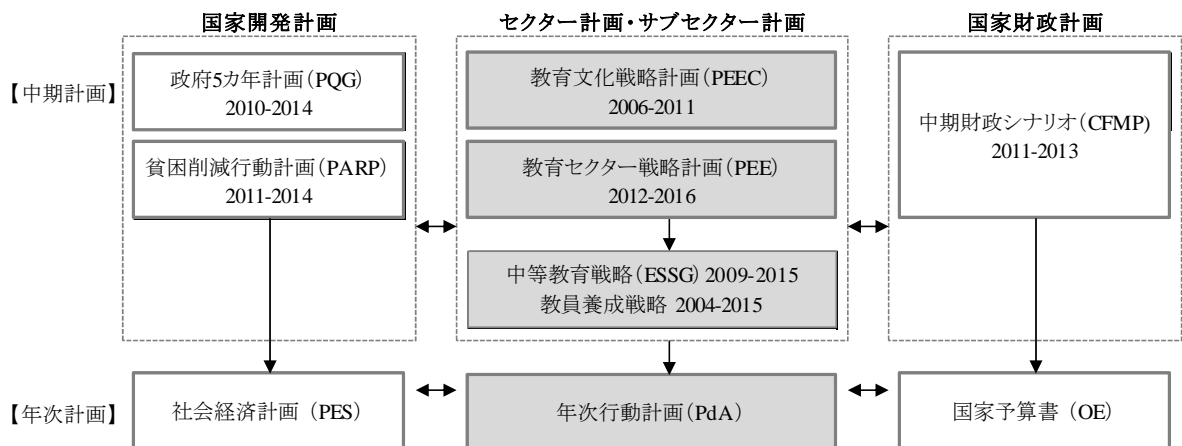 国家開発計画
セクター計画・サブセクター計画
国家財政計画
【中期計画】
政府5カ年計画(PQG)
2010-2014
貧困削減行動計画(PARP)
2011-2014
教育文化戦略計画(PEEC)
2006-2011
教育セクター戦略計画(PEE)
2012-2016
中等教育戦略(ESSG) 2009-2015
教員養成戦略 2004-2015
中期財政シナリオ(CFMP)
2011-2013
【年次計画】
社会経済計画 (PES)
年次行動計画(PdA)
国家予算書 (OE)